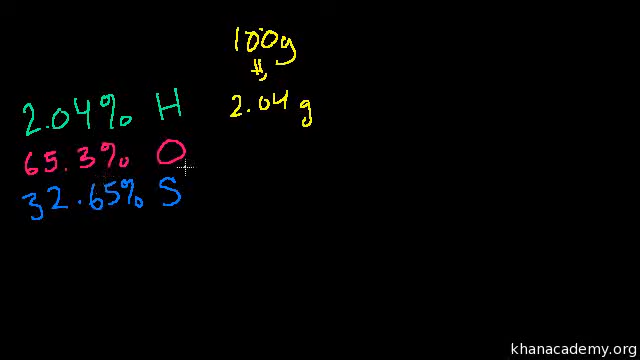 100g
⇓
2.04 g
2.04% H
65.3% O
32.65% S
khanacademy.org